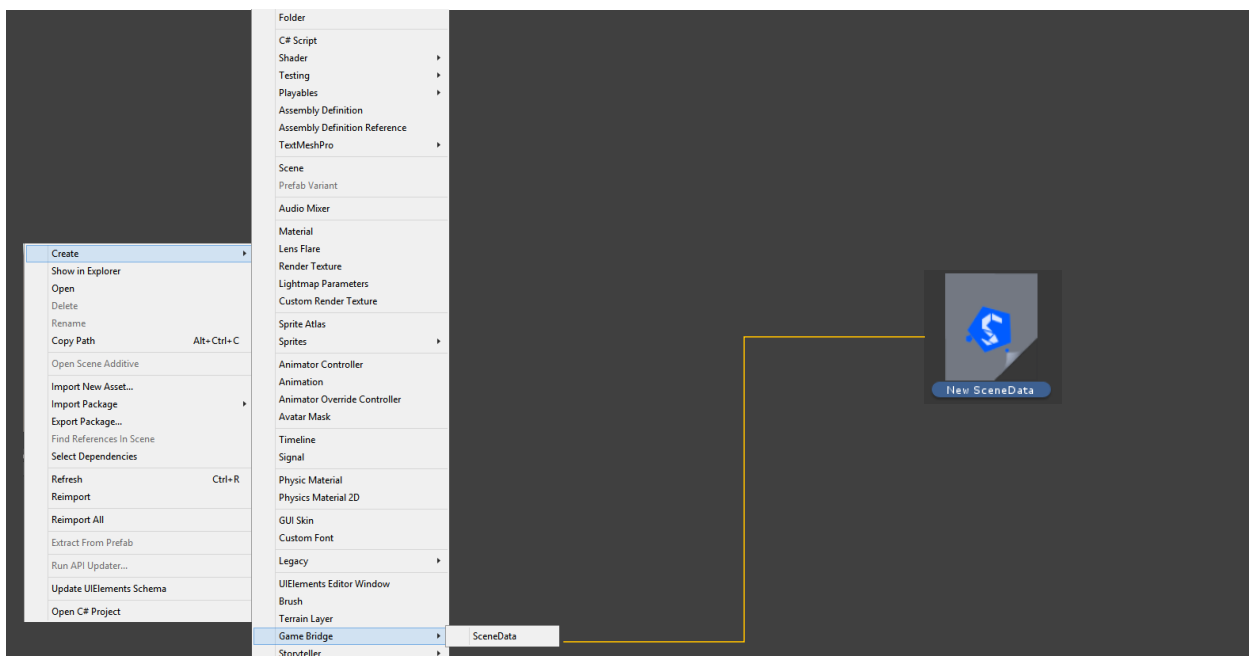 Create
Show in Explorer
Open
Delete
Rename
Copy Path Alt+Ctrl+C
Open Scene Additive
Import New Asset...
Import Package
Export Package...
Find References In Scene
Select Dependencies
Refresh Ctrl+R
Reimport
Reimport All
Extract From Prefab
Run API Updater...
Update UIElements Schema
Open C# Project
Folder
C# Script
Shader
Testing
Playables
Assembly Definition
Assembly Definition Reference
TextMeshPro
Scene
Prefab Variant
Audio Mixer
Material
Lens Flare
Render Texture
Lightmap Parameters
Custom Render Texture
Sprite Atlas
Sprites
Animator Controller
Animation
Animator Override Controller
Avatar Mask
Timeline
Signal
Physic Material
Physics Material 2D
GUI Skin
Custom Font
Legacy
UIElements Editor Window
Brush
Terrain Layer
Game Bridge
Storyteller
SceneData
S
New SceneData